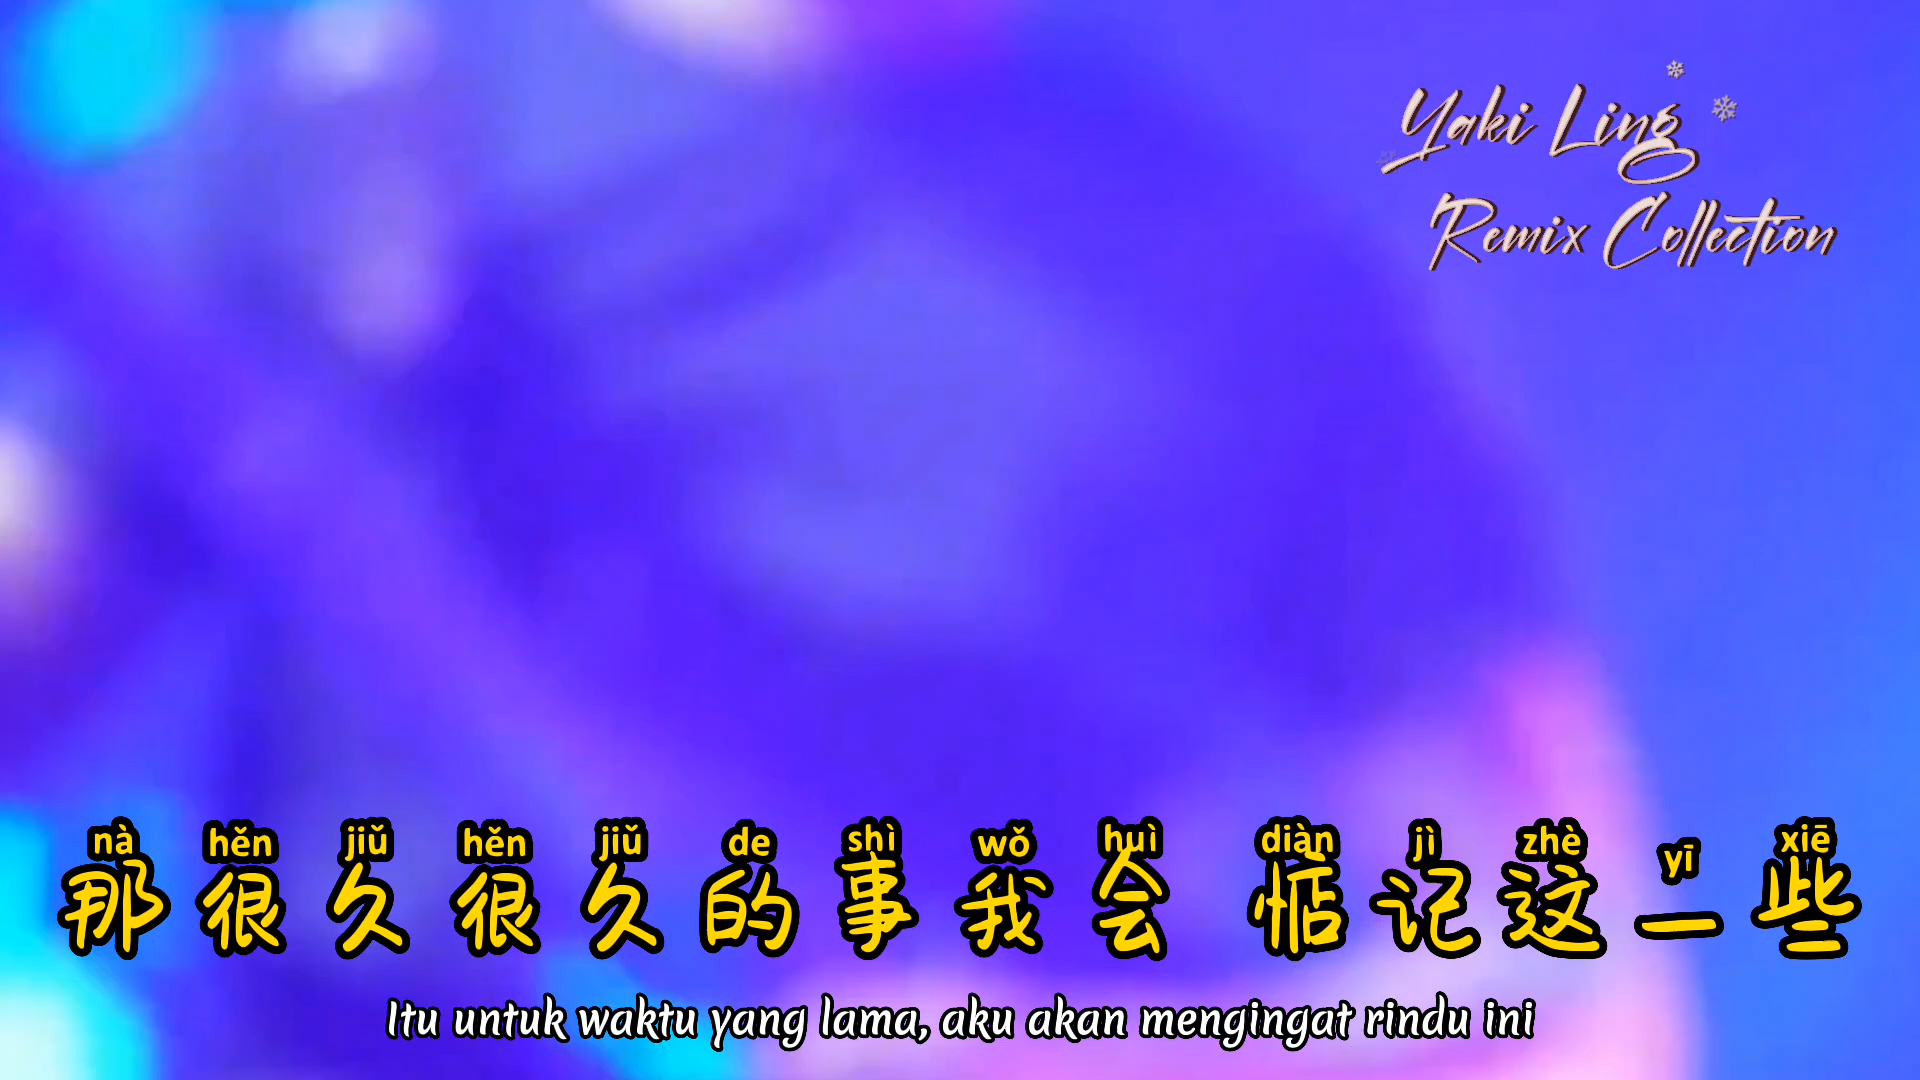 Yaki Ling
Remix Collection
nà hěn jiǔ hěn jiǔ de shì wǒ huì diàn jì zhè yī xiē
那很久很久的事我会 惦记这一些
Itu untuk waktu yang lama, aku akan mengingat rindu ini